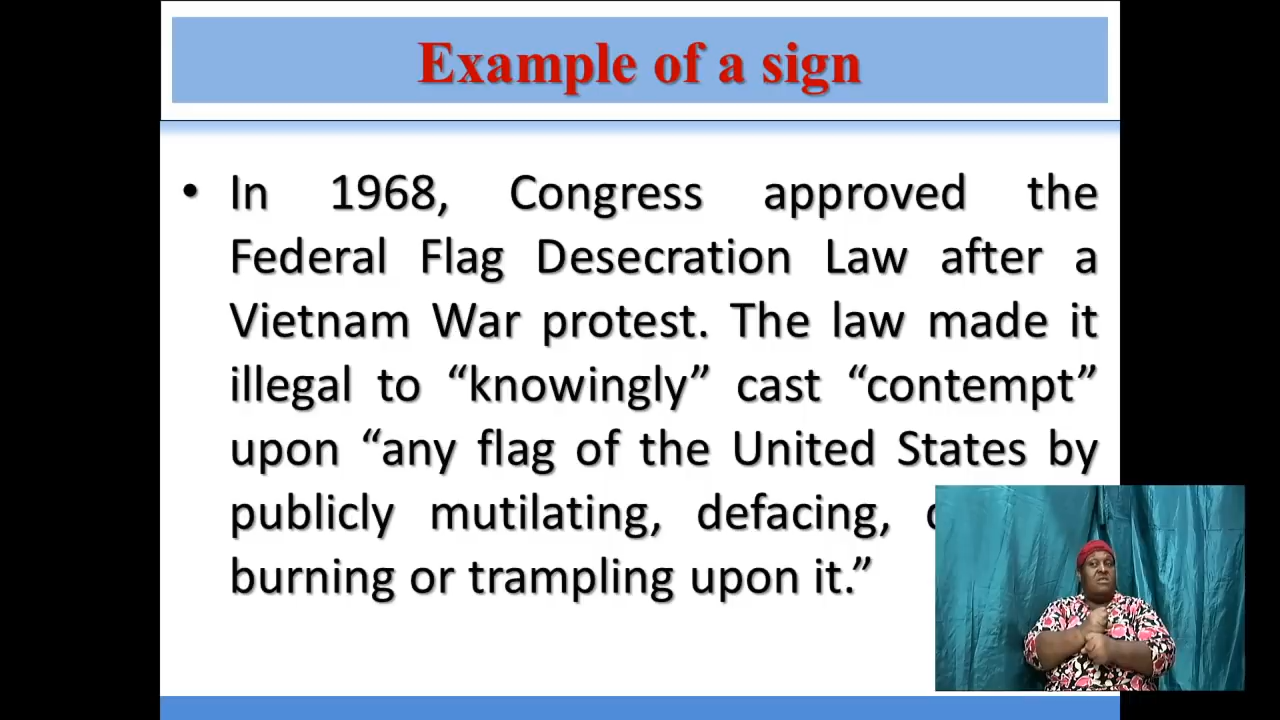 Example of a sign
• In 1968, Congress approved the
Federal Flag Desecration Law after a
Vietnam War protest. The law made it
illegal to “knowingly” cast “contempt”
upon “any flag of the United States by
publicly mutilating, defacing,
burning or trampling upon it.”